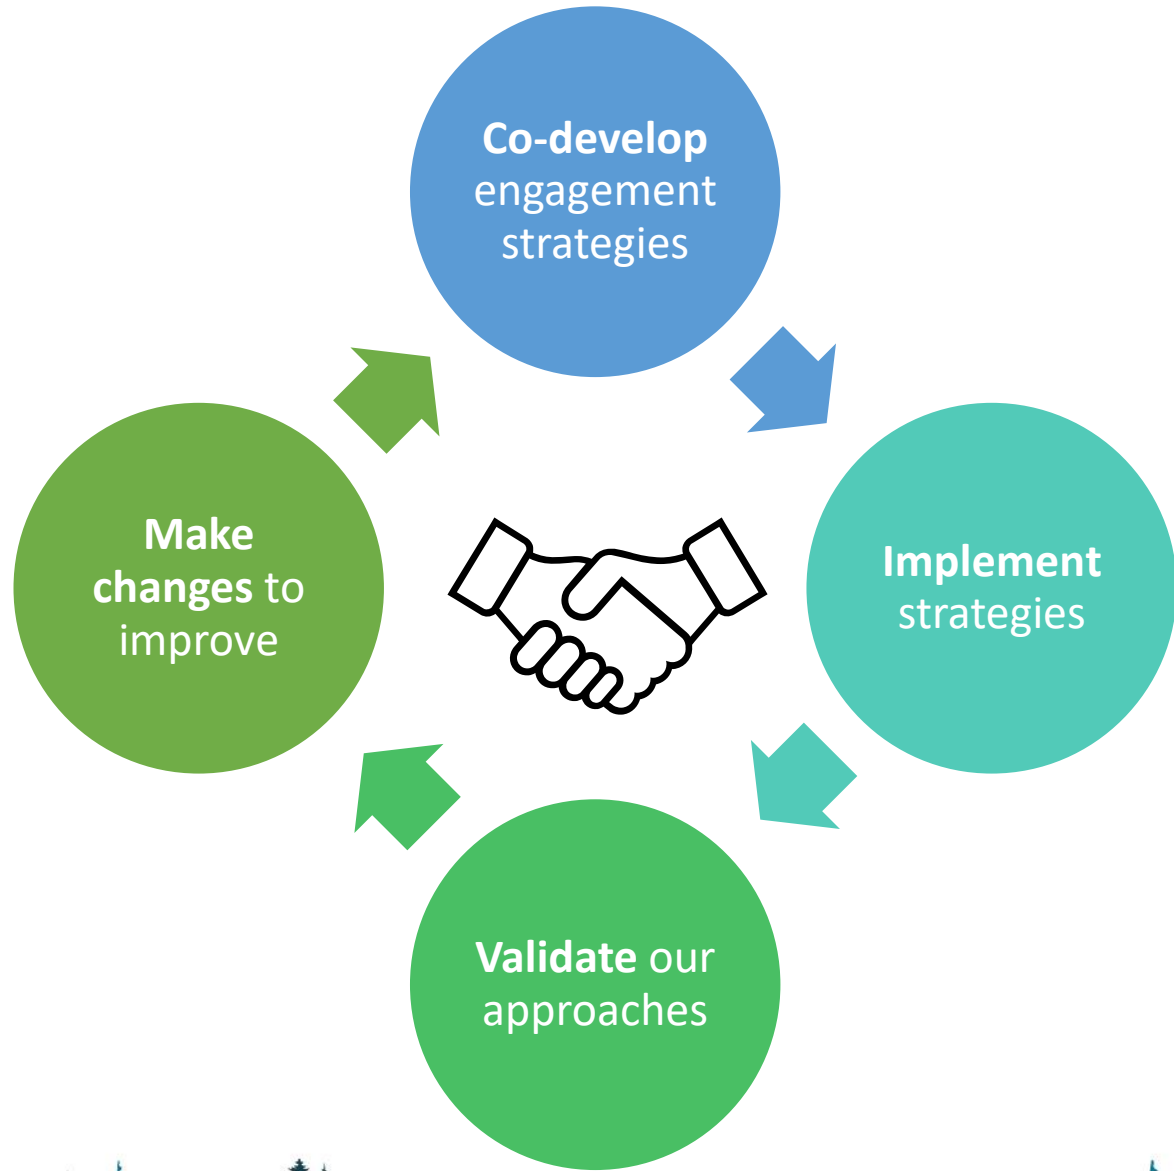 Co-develop
engagement
strategies
Implement
strategies
Validate our
approaches
Make
changes to
improve